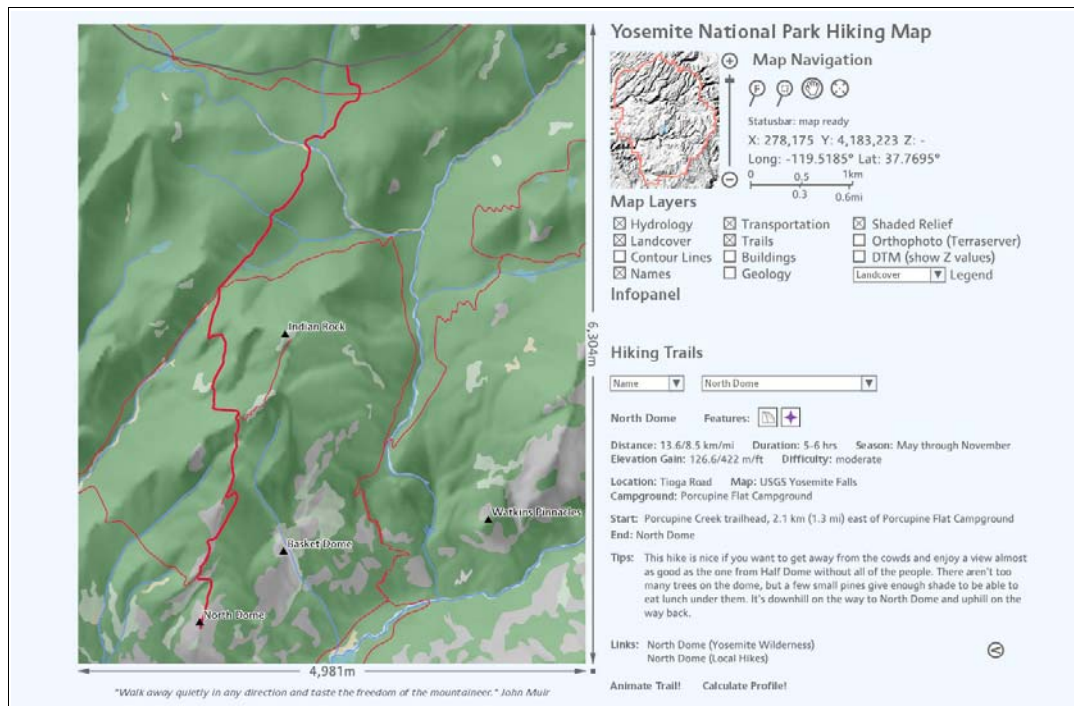 Yosemite National Park Hiking Map
Map Navigation
F
Statusbar: map ready
X: 278,175 Y: 4,183,223 Z: -
Long: -119.5185° Lat: 37.7695°
0 0.5 1km
0.3 0.6mi
Map Layers
Hydrology Transportation Shaded Relief
Landcover Trails Orthophoto (Terraserver)
Contour Lines Buildings DTM (show Z values)
Names Geology Landcover Legend
Infopanel
Hiking Trails
Name North Dome
North Dome Features:
Distance: 13.6/8.5 km/mi Duration: 5-6 hrs Season: May through November
Elevation Gain: 126.6/422 m/ft Difficulty: moderate
Location: Tioga Road Map: USGS Yosemite Falls
Campground: Porcupine Flat Campground
Start: Porcupine Creek trailhead, 2.1 km (1.3 mi) east of Porcupine Flat Campground
End: North Dome
Tips: This hike is nice if you want to get away from the cowds and enjoy a view almost
as good as the one from Half Dome without all of the people. There aren't too
many trees on the dome, but a few small pines give enough shade to be able to
eat lunch under them. It's downhill on the way to North Dome and uphill on the
way back.
Links: North Dome (Yosemite Wilderness)
North Dome (Local Hikes)
Animate Trail! Calculate Profile!
Indian Rock
Watkins Pinnacles
Basket Dome
North Dome
6,304m
4,981m
"Walk away quietly in any direction and taste the freedom of the mountaineer." John Muir